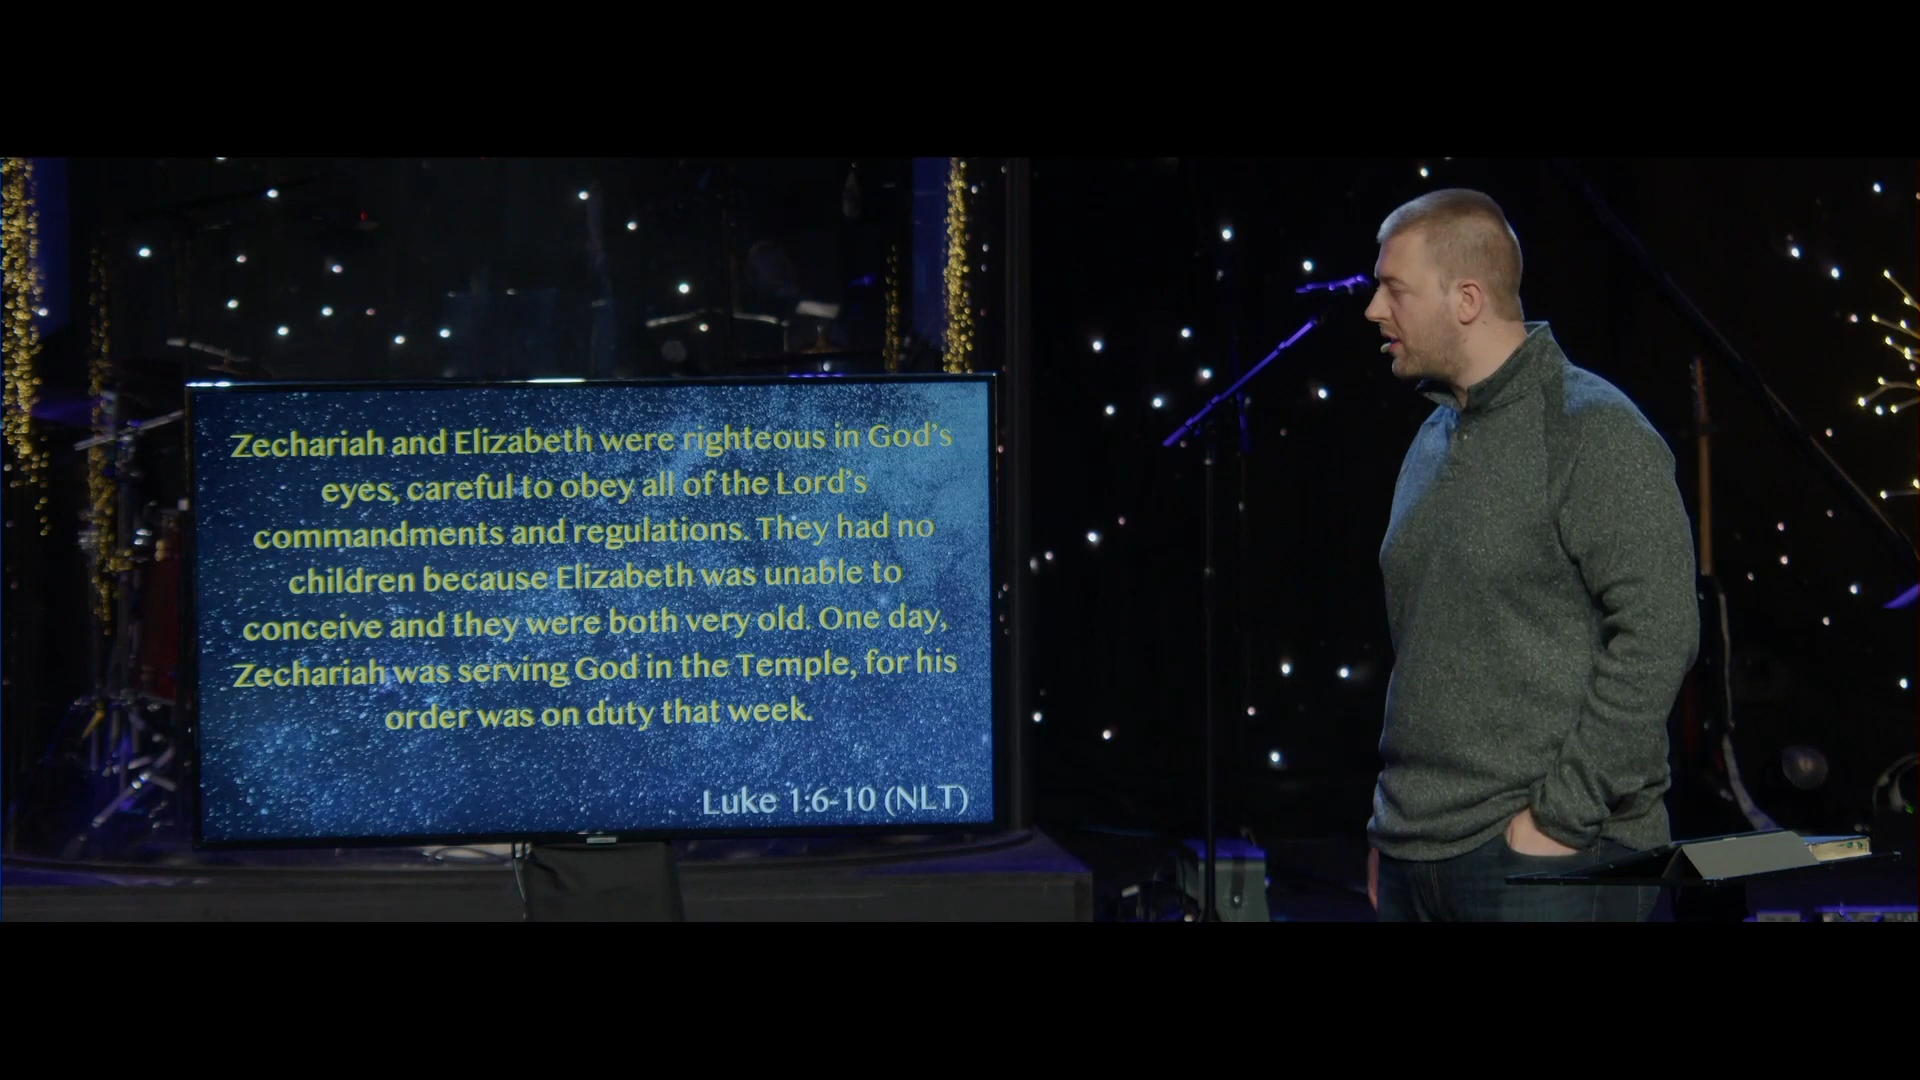 Zechariah and Elizabeth were righteous in God's
eyes, careful to obey all of the Lord's
commandments and regulations. They had no
children because Elizabeth was unable to
conceive and they were both very old. One day,
Zechariah was serving God in the Temple, for his
order was on duty that week.
Luke 1:6-10 (NLT)